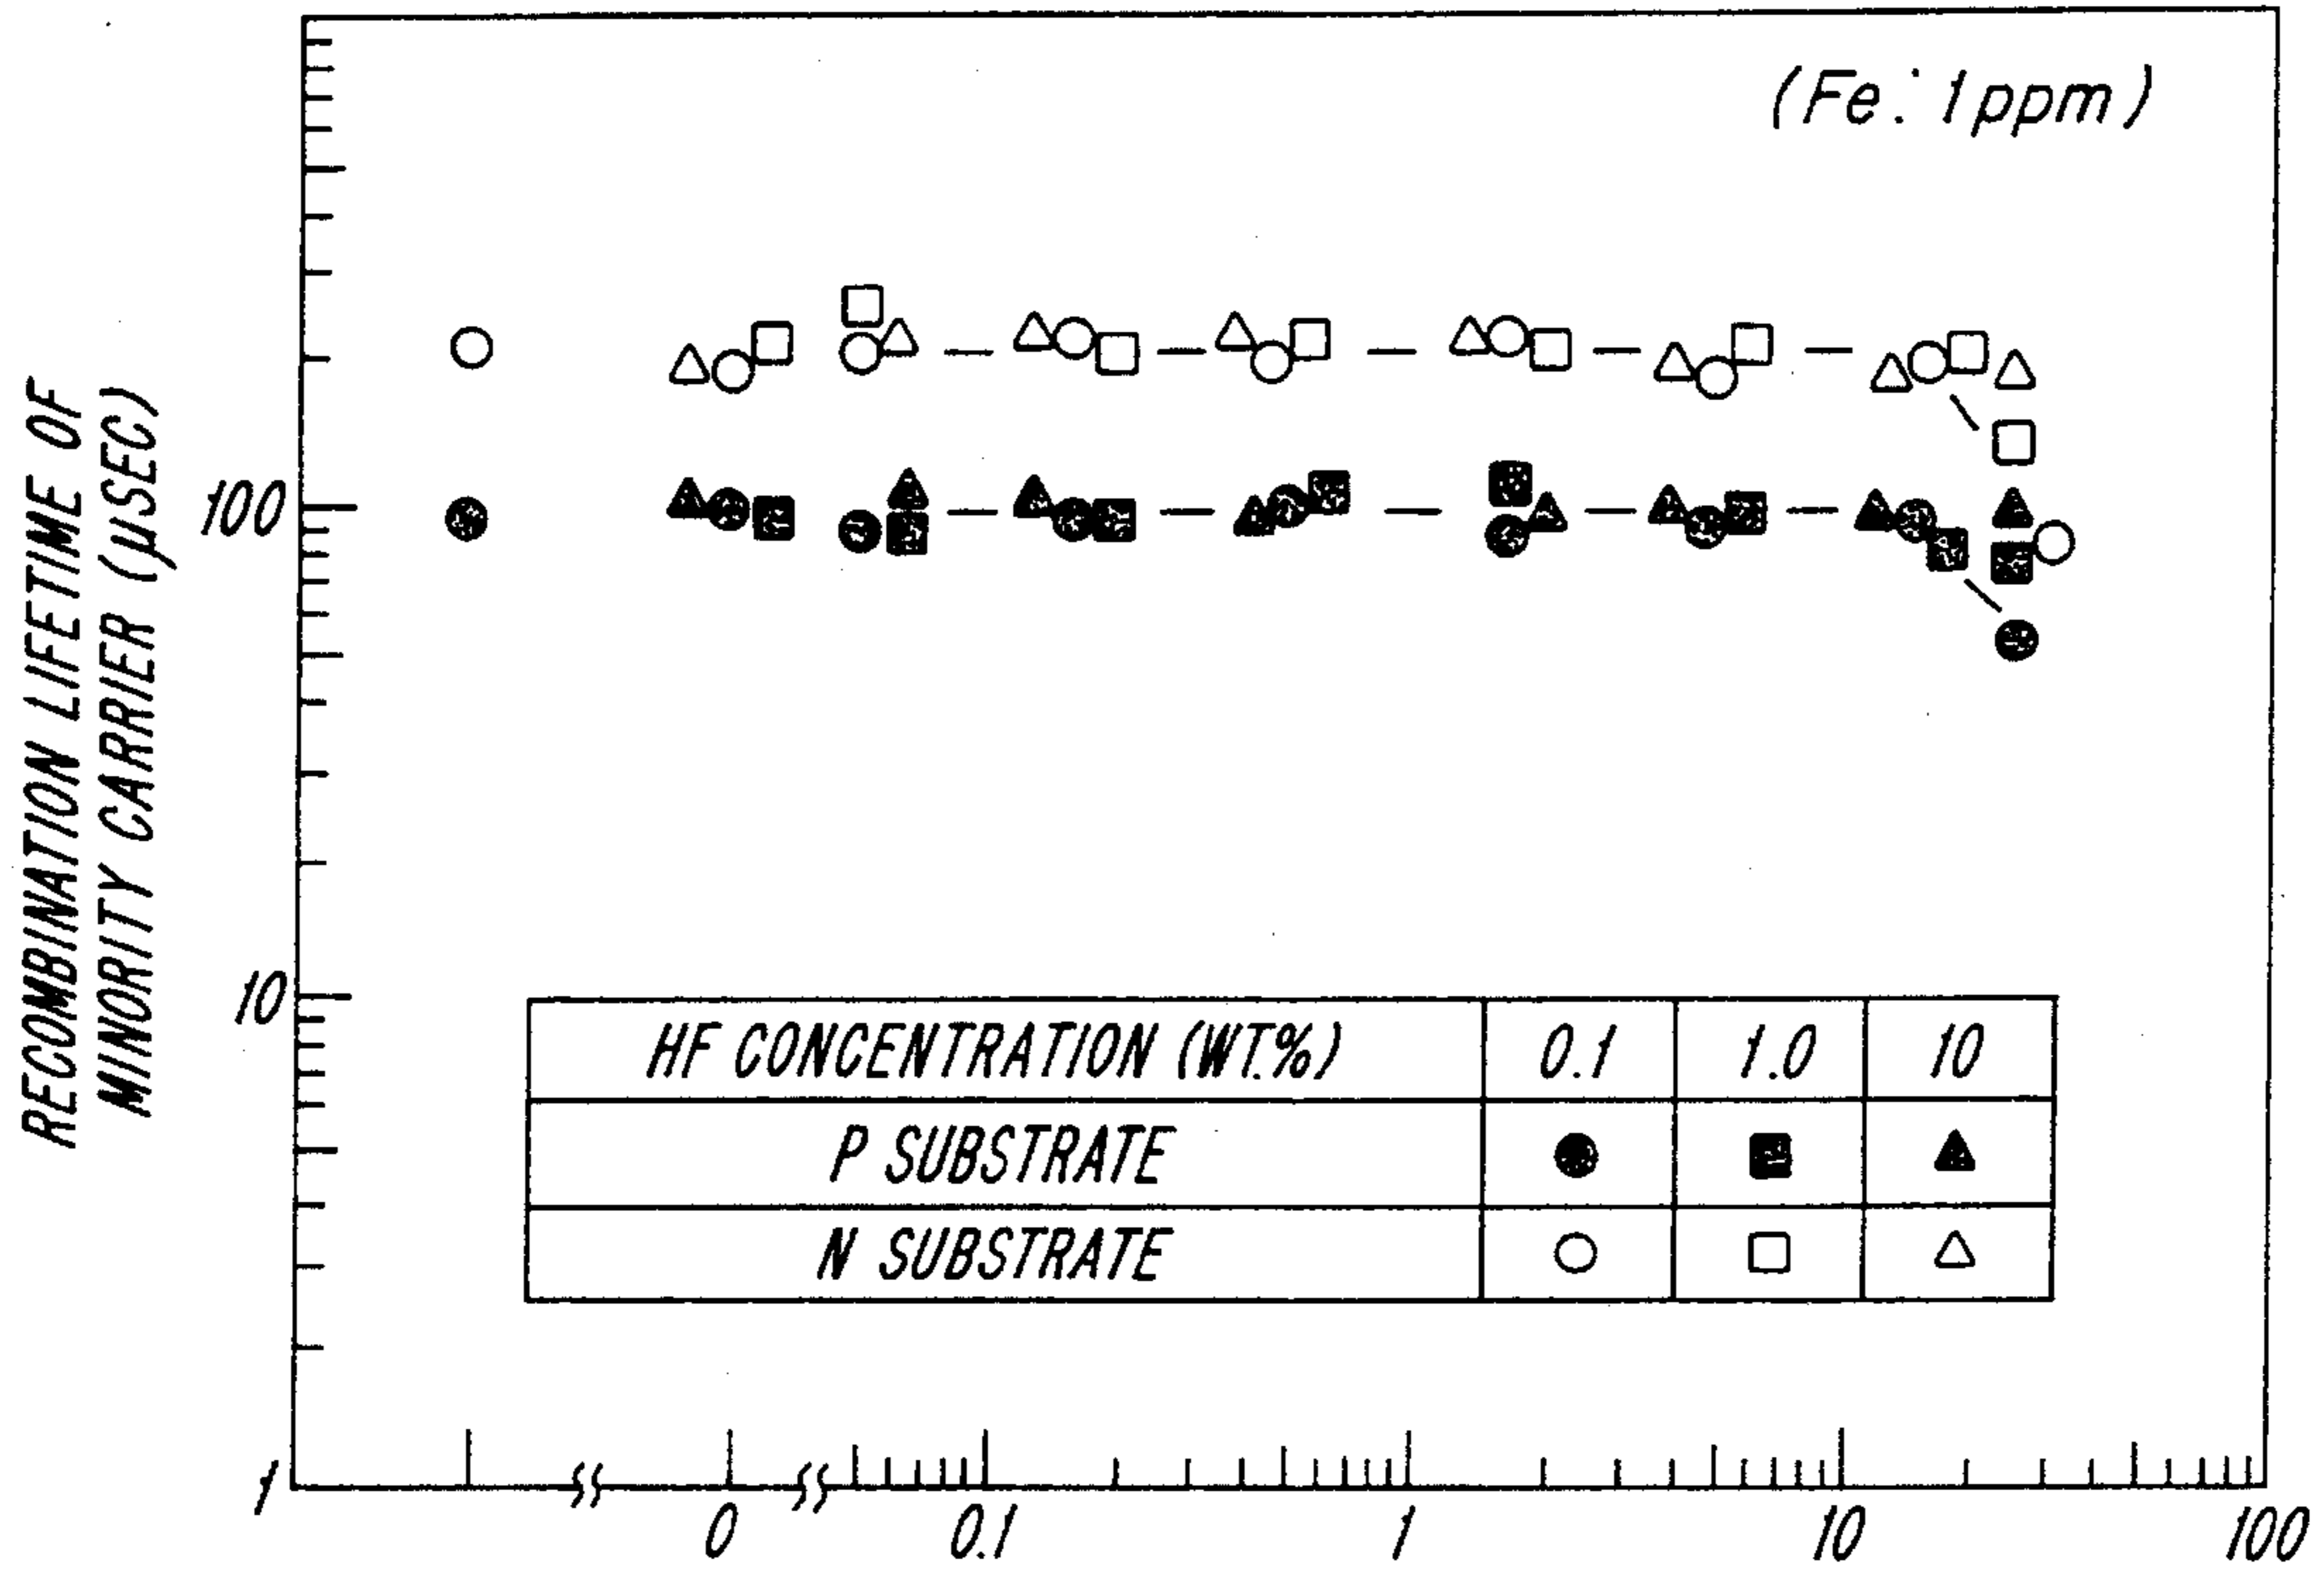 (Fe: 1ppm)
RECOMBINATION LIFETIME OF
MINORITY CARRIER (μSEC)
100
10
1
HF CONCENTRATION (WT.%) 0.1 1.0 10
P SUBSTRATE
N SUBSTRATE
0 0.1 1 10 100